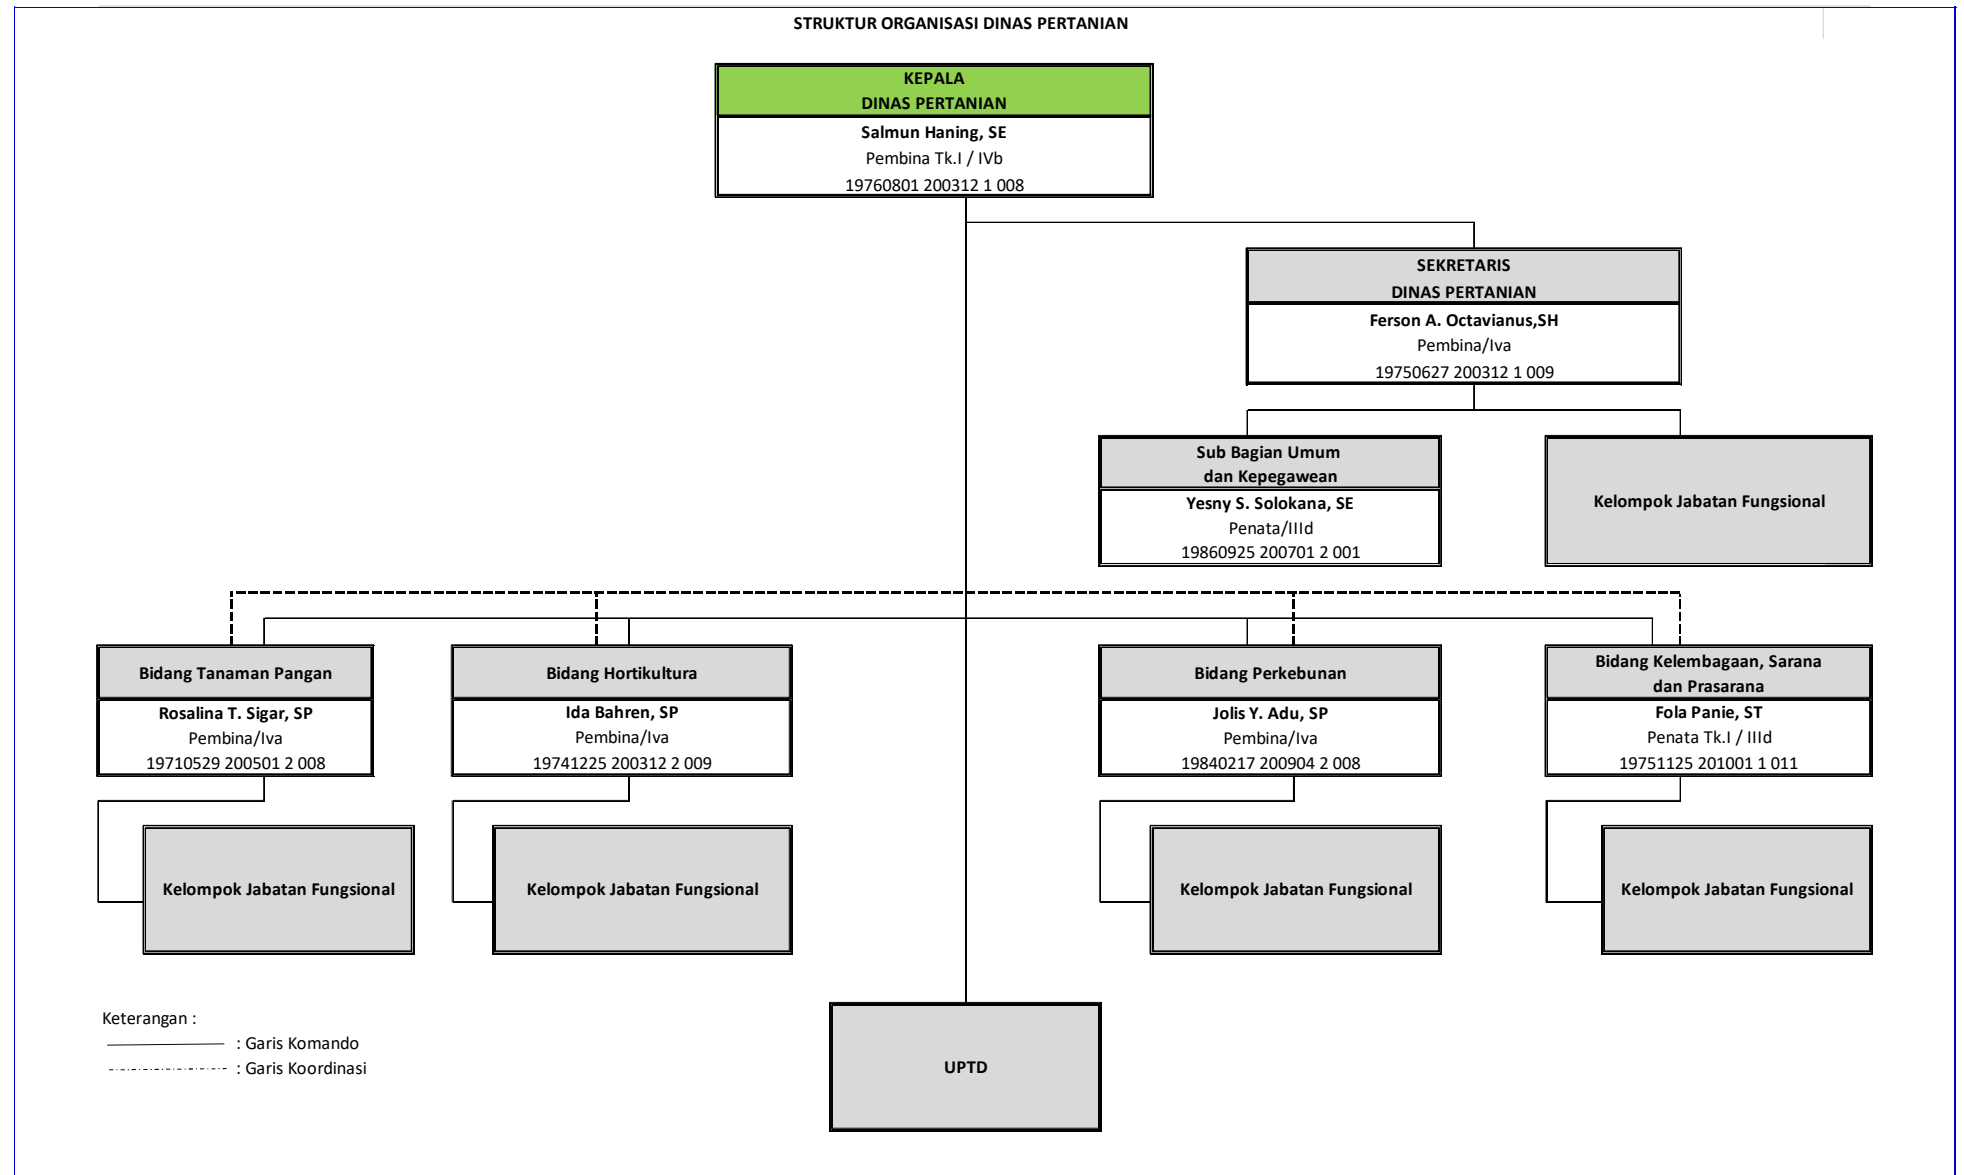 STRUKTUR ORGANISASI DINAS PERTANIAN
KEPALA
DINAS PERTANIAN
Salmun Haning, SE
Pembina Tk.I / IVb
19760801 200312 1 008
SEKRETARIS
DINAS PERTANIAN
Ferson A. Octavianus,SH
Pembina/Iva
19750627 200312 1 009
Sub Bagian Umum
dan Kepegawean
Yesny S. Solokana, SE
Penata/IIId
19860925 200701 2 001
Kelompok Jabatan Fungsional
Bidang Tanaman Pangan
Rosalina T. Sigar, SP
Pembina/Iva
19710529 200501 2 008
Bidang Hortikultura
Ida Bahren, SP
Pembina/Iva
19741225 200312 2 009
Bidang Perkebunan
Jolis Y. Adu, SP
Pembina/Iva
19840217 200904 2 008
Bidang Kelembagaan, Sarana
dan Prasarana
Fola Panie, ST
Penata Tk.I / IIId
19751125 201001 1 011
Kelompok Jabatan Fungsional
Kelompok Jabatan Fungsional
Kelompok Jabatan Fungsional
Kelompok Jabatan Fungsional
Keterangan :
: Garis Komando
: Garis Koordinasi
UPTD